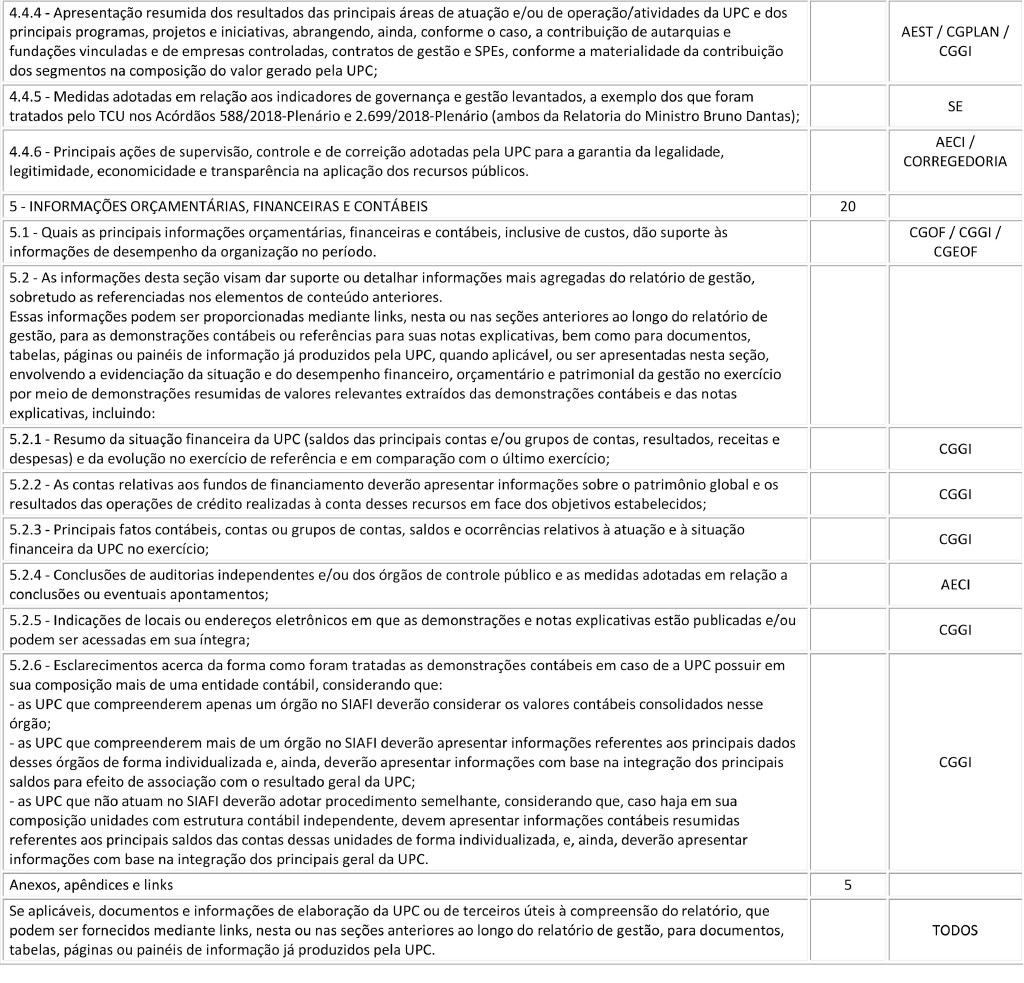 4.4.4 - Apresentação resumida dos resultados das principais áreas de atuação e/ou de operação/atividades da UPC e dos
principais programas, projetos e iniciativas, abrangendo, ainda, conforme o caso, a contribuição de autarquias e
fundações vinculadas e de empresas controladas, contratos de gestão e SPEs, conforme a materialidade da contribuição
dos segmentos na composição do valor gerado pela UPC;
AEST / CGPLAN /
CGGI
4.4.5 - Medidas adotadas em relação aos indicadores de governança e gestão levantados, a exemplo dos que foram
tratados pelo TCU nos Acórdãos 588/2018-Plenário e 2.699/2018-Plenário (ambos da Relatoria do Ministro Bruno Dantas);
SE
4.4.6 - Principais ações de supervisão, controle e de correição adotadas pela UPC para a garantia da legalidade,
legitimidade, economicidade e transparência na aplicação dos recursos públicos.
AECI /
CORREGEDORIA
5 - INFORMAÇÕES ORÇAMENTÁRIAS, FINANCEIRAS E CONTÁBEIS
20
5.1 - Quais as principais informações orçamentárias, financeiras e contábeis, inclusive de custos, dão suporte às
informações de desempenho da organização no período.
CGOF / CGGI /
CGEOF
5.2 - As informações desta seção visam dar suporte ou detalhar informações mais agregadas do relatório de gestão,
sobretudo as referenciadas nos elementos de conteúdo anteriores.
Essas informações podem ser proporcionadas mediante links, nesta ou nas seções anteriores ao longo do relatório de
gestão, para as demonstrações contábeis ou referências para suas notas explicativas, bem como para documentos,
tabelas, páginas ou painéis de informação já produzidos pela UPC, quando aplicável, ou ser apresentadas nesta seção,
envolvendo a evidenciação da situação e do desempenho financeiro, orçamentário e patrimonial da gestão no exercício
por meio de demonstrações resumidas de valores relevantes extraídos das demonstrações contábeis e das notas
explicativas, incluindo:
5.2.1 - Resumo da situação financeira da UPC (saldos das principais contas e/ou grupos de contas, resultados, receitas e
despesas) e da evolução no exercício de referência e em comparação com o último exercício;
CGGI
5.2.2 - As contas relativas aos fundos de financiamento deverão apresentar informações sobre o patrimônio global e os
resultados das operações de crédito realizadas à conta desses recursos em face dos objetivos estabelecidos;
CGGI
5.2.3 - Principais fatos contábeis, contas ou grupos de contas, saldos e ocorrências relativos à atuação e à situação
financeira da UPC no exercício;
CGGI
5.2.4 - Conclusões de auditorias independentes e/ou dos órgãos de controle público e as medidas adotadas em relação a
conclusões ou eventuais apontamentos;
AECI
5.2.5 - Indicações de locais ou endereços eletrônicos em que as demonstrações e notas explicativas estão publicadas e/ou
podem ser acessadas em sua íntegra;
CGGI
5.2.6 - Esclarecimentos acerca da forma como foram tratadas as demonstrações contábeis em caso de a UPC possuir em
sua composição mais de uma entidade contábil, considerando que:
- as UPC que compreenderem apenas um órgão no SIAFI deverão considerar os valores contábeis consolidados nesse
órgão;
- as UPC que compreenderem mais de um órgão no SIAFI deverão apresentar informações referentes aos principais dados
desses órgãos de forma individualizada e, ainda, deverão apresentar informações com base na integração dos principais
saldos para efeito de associação com o resultado geral da UPC;
- as UPC que não atuam no SIAFI deverão adotar procedimento semelhante, considerando que, caso haja em sua
composição unidades com estrutura contábil independente, devem apresentar informações contábeis resumidas
referentes aos principais saldos das contas dessas unidades de forma individualizada, e, ainda, deverão apresentar
informações com base na integração dos principais geral da UPC.
CGGI
Anexos, apêndices e links
5
Se aplicáveis, documentos e informações de elaboração da UPC ou de terceiros úteis à compreensão do relatório, que
podem ser fornecidos mediante links, nesta ou nas seções anteriores ao longo do relatório de gestão, para documentos,
tabelas, páginas ou painéis de informação já produzidos pela UPC.
TODOS